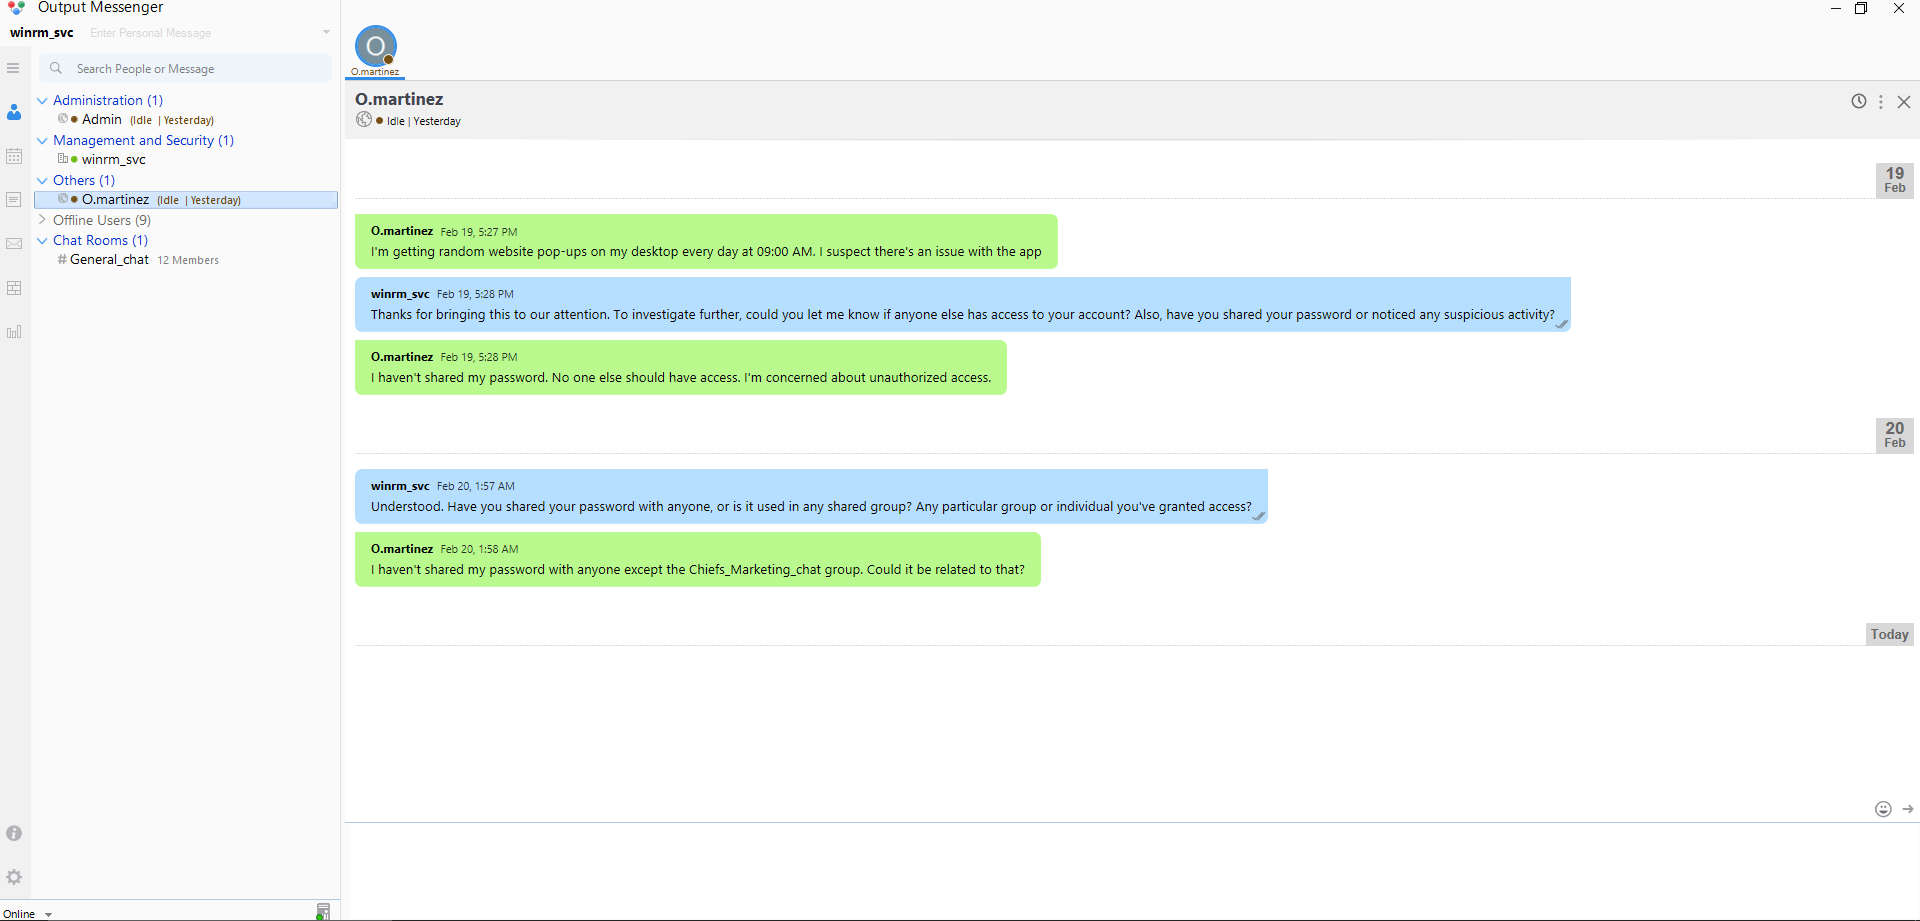 Output Messenger
winrm_svc Enter Personal Message
Search People or Message
Administration (1)
Admin (Idle | Yesterday)
Management and Security (1)
winrm_svc
Others (1)
O.martinez (Idle | Yesterday)
Offline Users (9)
Chat Rooms (1)
# General_chat 12 Members
Online
O
O.martinez
O.martinez
Idle | Yesterday
19
Feb
O.martinez Feb 19, 5:27 PM
I'm getting random website pop-ups on my desktop every day at 09:00 AM. I suspect there's an issue with the app
winrm_svc Feb 19, 5:28 PM
Thanks for bringing this to our attention. To investigate further, could you let me know if anyone else has access to your account? Also, have you shared your password or noticed any suspicious activity?
O.martinez Feb 19, 5:28 PM
I haven't shared my password. No one else should have access. I'm concerned about unauthorized access.
20
Feb
winrm_svc Feb 20, 1:57 AM
Understood. Have you shared your password with anyone, or is it used in any shared group? Any particular group or individual you've granted access?
O.martinez Feb 20, 1:58 AM
I haven't shared my password with anyone except the Chiefs_Marketing_chat group. Could it be related to that?
Today